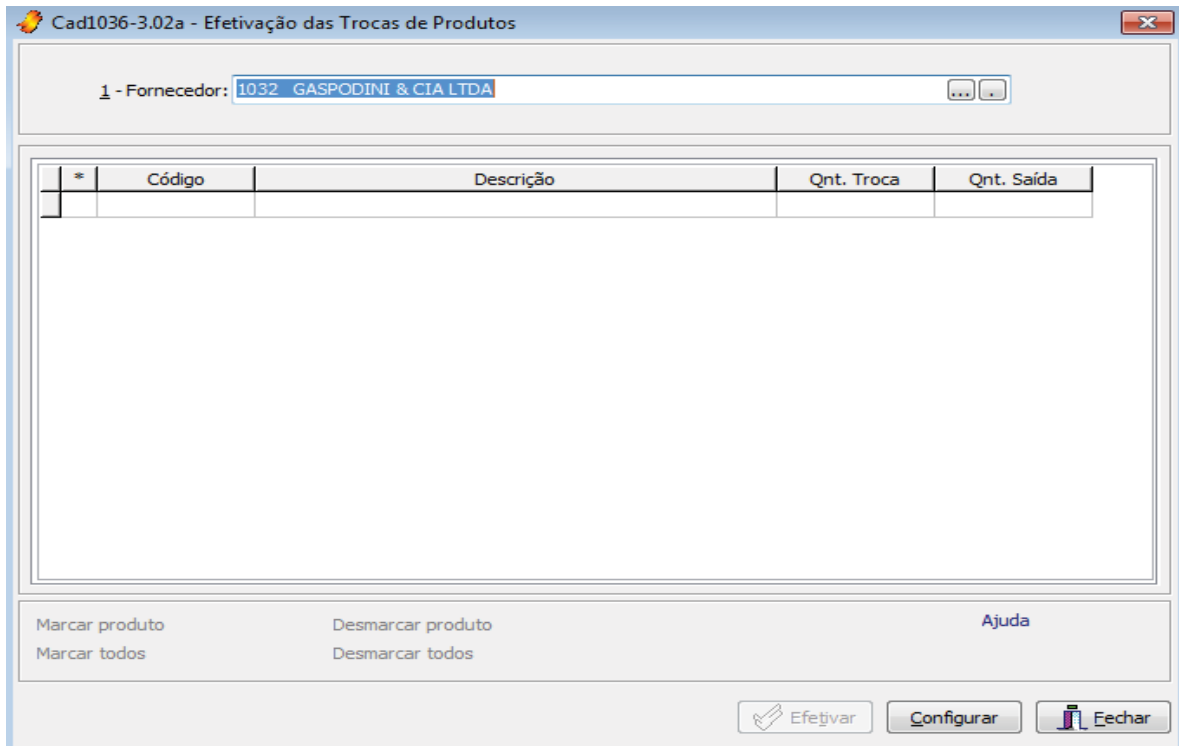 Cad1036-3.02a - Efetivação das Trocas de Produtos
1 - Fornecedor: 1032 GASPODINI & CIA LTDA ... .
* Código Descrição Qnt. Troca Qnt. Saída
Marcar produto Desmarcar produto Ajuda
Marcar todos Desmarcar todos
Efetivar Configurar Fechar